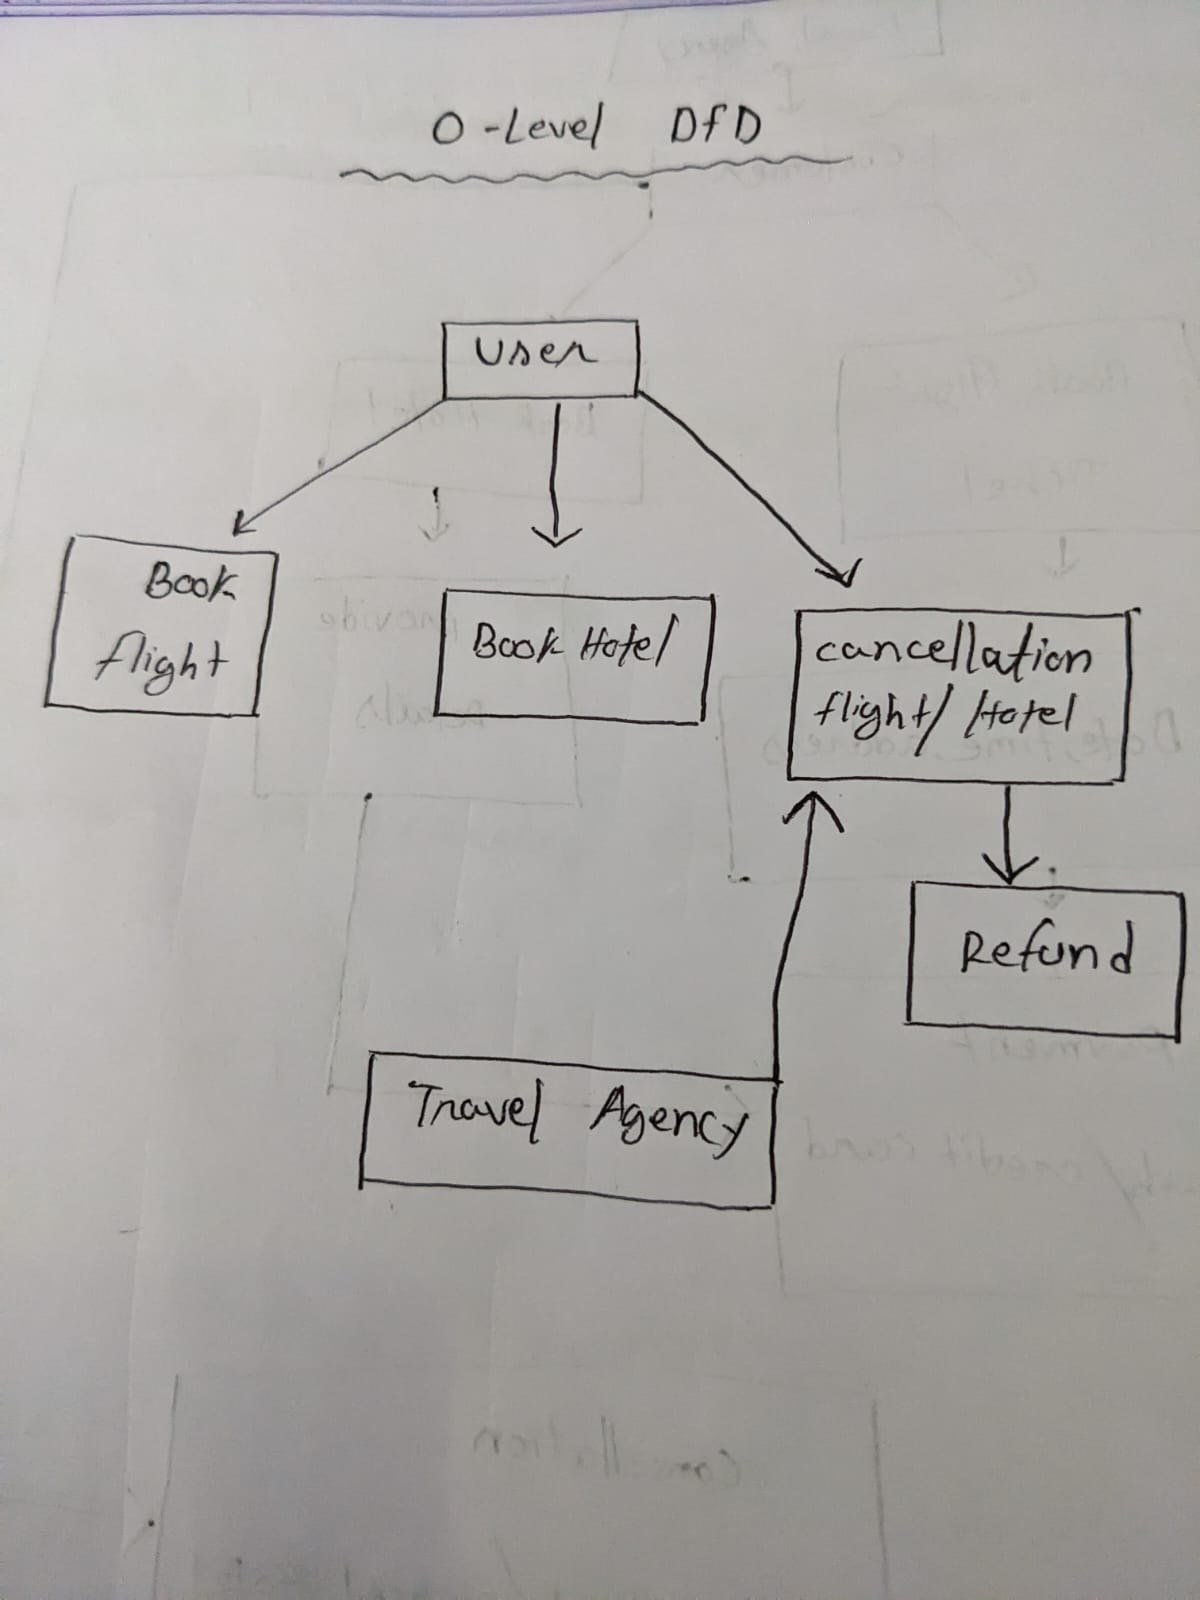 0-Level DfD
User
Book
flight
Book Hotel
cancellation
flight/Hotel
Refund
Travel Agency